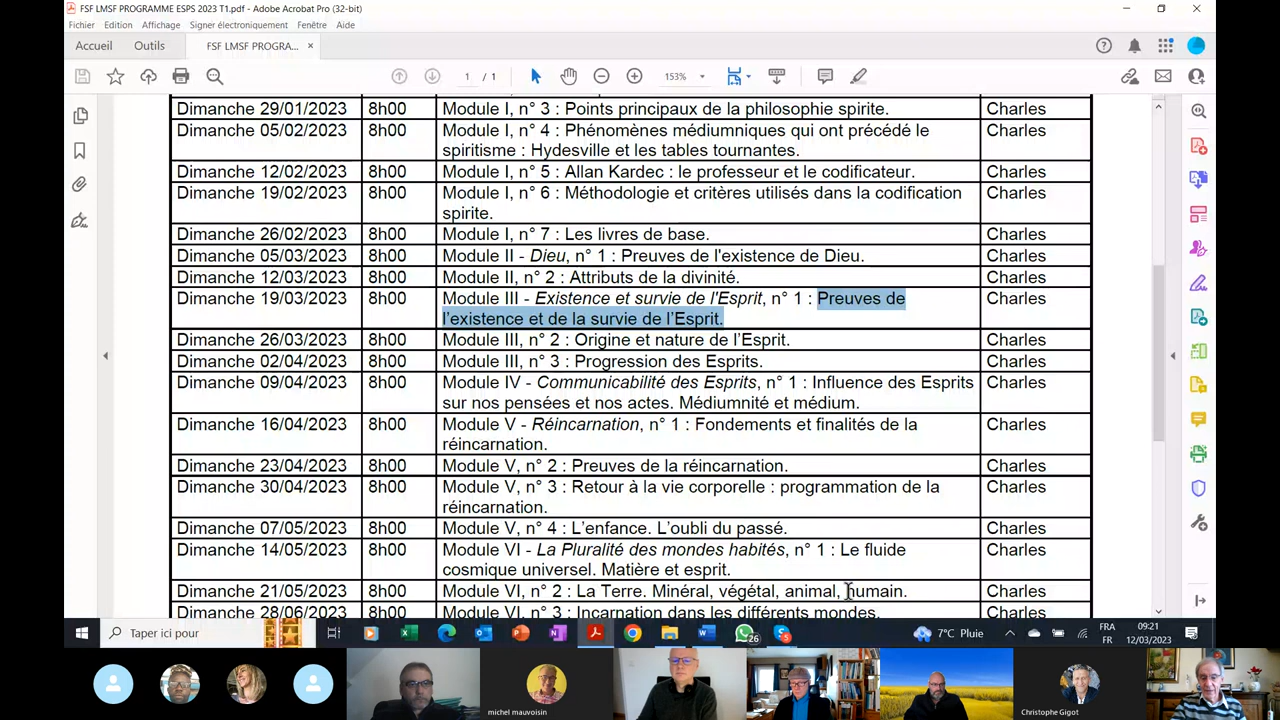 FSF LMSF PROGRAMME ESPS 2023 T1.pdf - Adobe Acrobat Pro (32-bit)
Fichier Edition Affichage Signer électroniquement Fenêtre Aide
Accueil Outils FSF LMSF PROGRA... ×
1 / 1 153%
Dimanche 29/01/2023 8h00 Module I, n° 3 : Points principaux de la philosophie spirite. Charles
Dimanche 05/02/2023 8h00 Module I, n° 4 : Phénomènes médiumniques qui ont précédé le Charles
spiritisme : Hydesville et les tables tournantes.
Dimanche 12/02/2023 8h00 Module I, n° 5 : Allan Kardec : le professeur et le codificateur. Charles
Dimanche 19/02/2023 8h00 Module I, n° 6 : Méthodologie et critères utilisés dans la codification Charles
spirite.
Dimanche 26/02/2023 8h00 Module I, n° 7 : Les livres de base. Charles
Dimanche 05/03/2023 8h00 Module II - Dieu, n° 1 : Preuves de l'existence de Dieu. Charles
Dimanche 12/03/2023 8h00 Module II, n° 2 : Attributs de la divinité. Charles
Dimanche 19/03/2023 8h00 Module III - Existence et survie de l'Esprit, n° 1 : Preuves de Charles
l’existence et de la survie de l’Esprit.
Dimanche 26/03/2023 8h00 Module III, n° 2 : Origine et nature de l’Esprit. Charles
Dimanche 02/04/2023 8h00 Module III, n° 3 : Progression des Esprits. Charles
Dimanche 09/04/2023 8h00 Module IV - Communicabilité des Esprits, n° 1 : Influence des Esprits Charles
sur nos pensées et nos actes. Médiumnité et médium.
Dimanche 16/04/2023 8h00 Module V - Réincarnation, n° 1 : Fondements et finalités de la Charles
réincarnation.
Dimanche 23/04/2023 8h00 Module V, n° 2 : Preuves de la réincarnation. Charles
Dimanche 30/04/2023 8h00 Module V, n° 3 : Retour à la vie corporelle : programmation de la Charles
réincarnation.
Dimanche 07/05/2023 8h00 Module V, n° 4 : L’enfance. L’oubli du passé. Charles
Dimanche 14/05/2023 8h00 Module VI - La Pluralité des mondes habités, n° 1 : Le fluide Charles
cosmique universel. Matière et esprit.
Dimanche 21/05/2023 8h00 Module VI, n° 2 : La Terre. Minéral, végétal, animal, humain. Charles
Dimanche 28/06/2023 8h00 Module VI, n° 3 : Incarnation dans les différents mondes. Charles
Taper ici pour 26 7°C Pluie FRA 09:21
FR 12/03/2023
michel mauvoisin Christophe Gigot